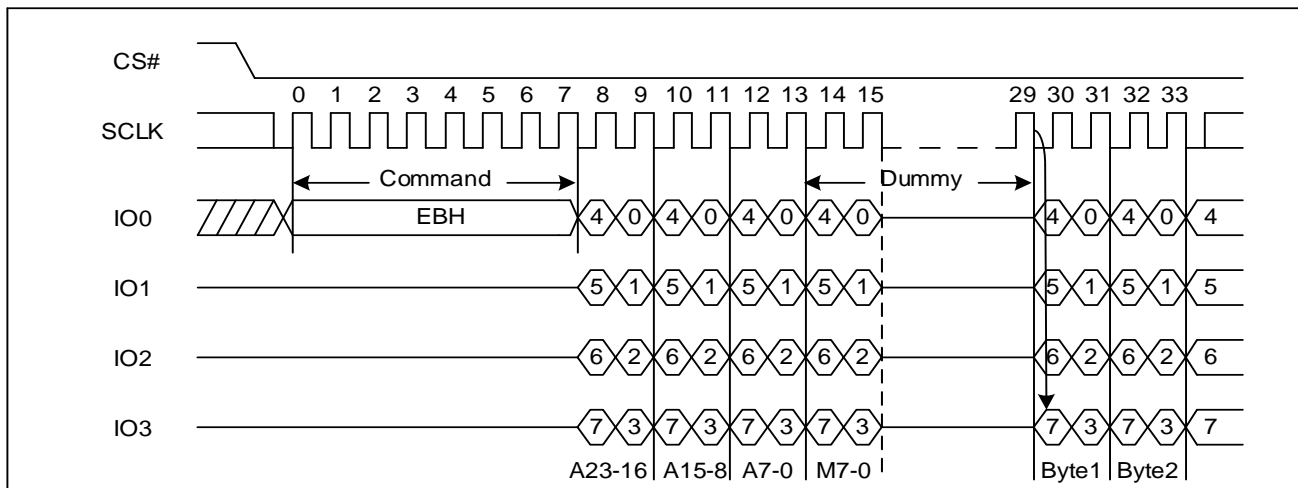 CS#
0 1 2 3 4 5 6 7 8 9 10 11 12 13 14 15 29 30 31 32 33
SCLK
Command Dummy
IO0 EBH 4 0 4 0 4 0 4 0 4 0 4 0 4
IO1 5 1 5 1 5 1 5 1 5 1 5 1 5
IO2 6 2 6 2 6 2 6 2 6 2 6 2 6
IO3 7 3 7 3 7 3 7 3 7 3 7 3 7
A23-16 A15-8 A7-0 M7-0 Byte1 Byte2